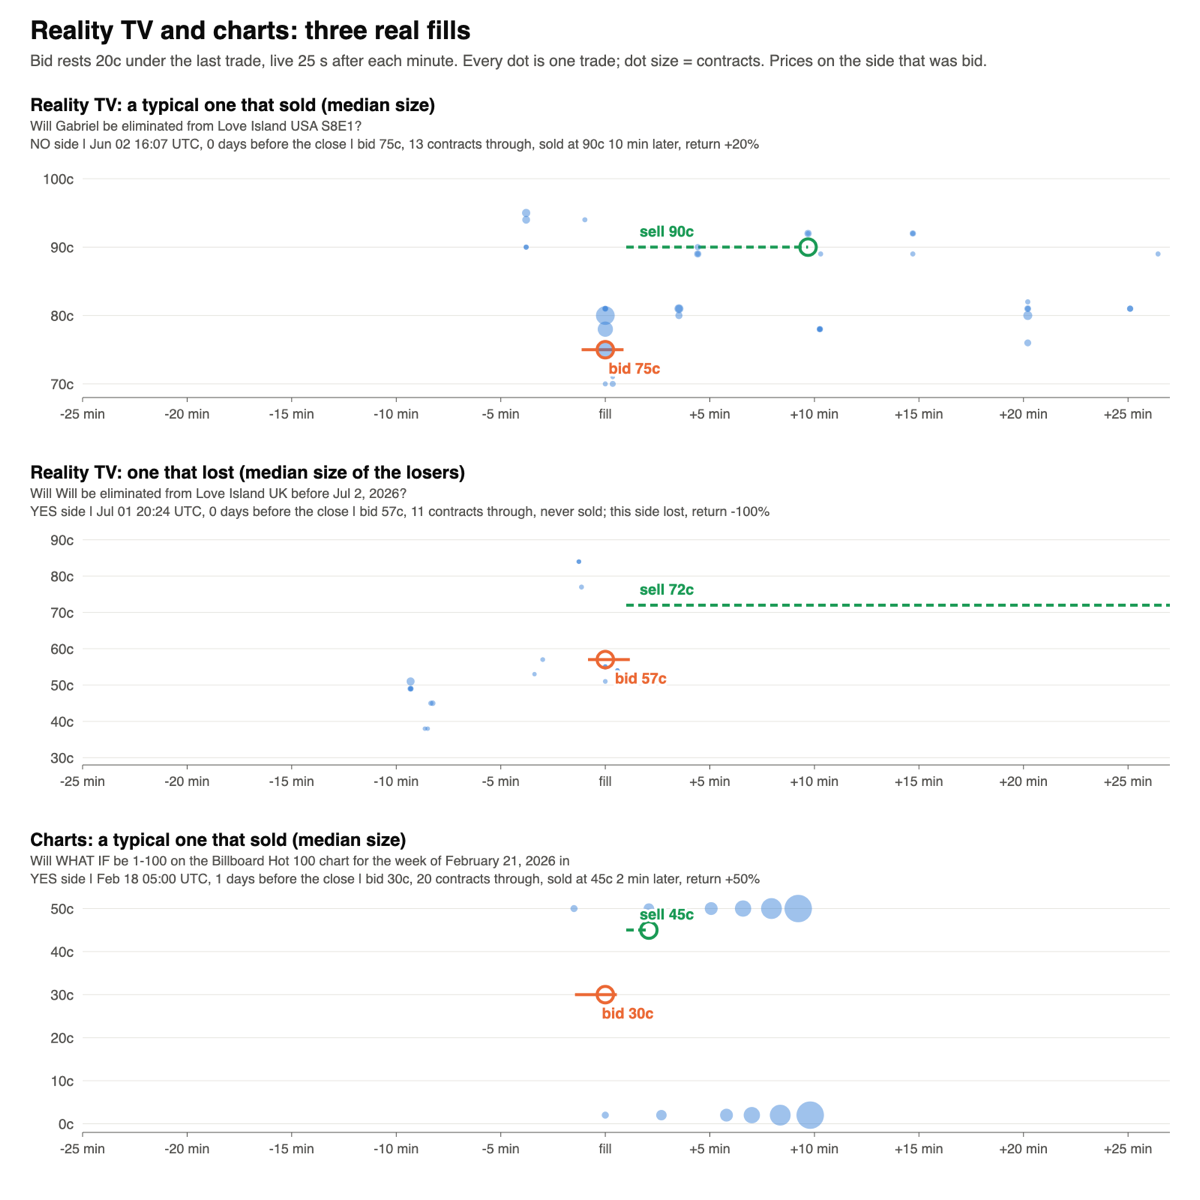 Reality TV and charts: three real fills
Bid rests 20c under the last trade, live 25 s after each minute. Every dot is one trade; dot size = contracts. Prices on the side that was bid.
Reality TV: a typical one that sold (median size)
Will Gabriel be eliminated from Love Island USA S8E1?
NO side | Jun 02 16:07 UTC, 0 days before the close | bid 75c, 13 contracts through, sold at 90c 10 min later, return +20%
100c
90c
80c
70c
sell 90c
bid 75c
-25 min
-20 min
-15 min
-10 min
-5 min
fill
+5 min
+10 min
+15 min
+20 min
+25 min
Reality TV: one that lost (median size of the losers)
Will Will be eliminated from Love Island UK before Jul 2, 2026?
YES side | Jul 01 20:24 UTC, 0 days before the close | bid 57c, 11 contracts through, never sold; this side lost, return -100%
90c
80c
70c
60c
50c
40c
30c
sell 72c
bid 57c
-25 min
-20 min
-15 min
-10 min
-5 min
fill
+5 min
+10 min
+15 min
+20 min
+25 min
Charts: a typical one that sold (median size)
Will WHAT IF be 1-100 on the Billboard Hot 100 chart for the week of February 21, 2026 in
YES side | Feb 18 05:00 UTC, 1 days before the close | bid 30c, 20 contracts through, sold at 45c 2 min later, return +50%
50c
40c
30c
20c
10c
0c
sell 45c
bid 30c
-25 min
-20 min
-15 min
-10 min
-5 min
fill
+5 min
+10 min
+15 min
+20 min
+25 min